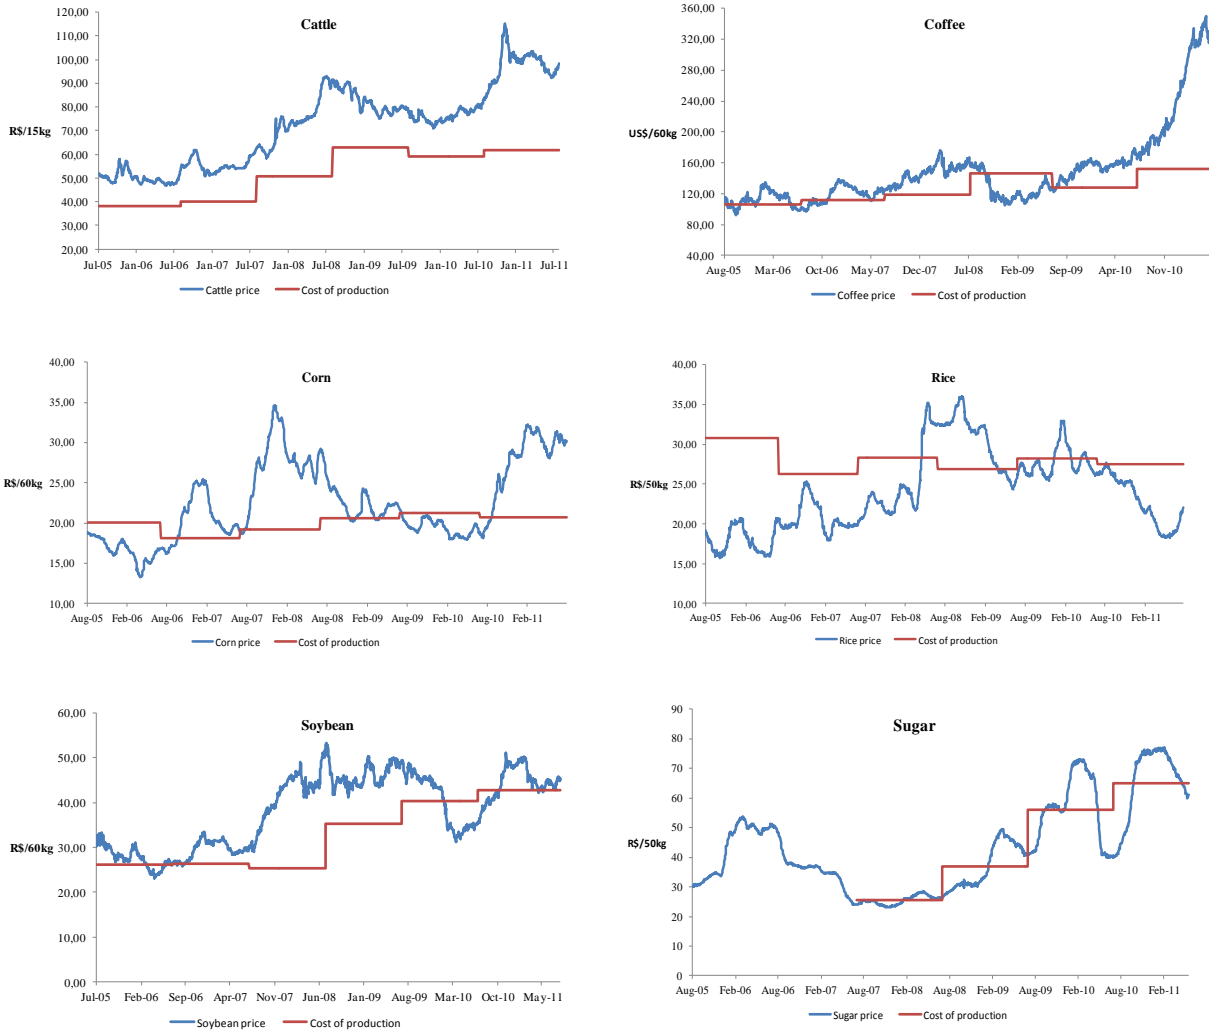 Cattle
120,00
110,00
100,00
90,00
80,00
70,00
60,00
50,00
40,00
30,00
20,00
R$/15kg
Jul-05 Jan-06 Jul-06 Jan-07 Jul-07 Jan-08 Jul-08 Jan-09 Jul-09 Jan-10 Jul-10 Jan-11 Jul-11
Cattle price Cost of production
Coffee
360,00
320,00
280,00
240,00
200,00
160,00
120,00
80,00
40,00
US$/60kg
Aug-05 Mar-06 Oct-06 May-07 Dec-07 Jul-08 Feb-09 Sep-09 Apr-10 Nov-10
Coffee price Cost of production
Corn
40,00
35,00
30,00
25,00
20,00
15,00
10,00
R$/60kg
Aug-05 Feb-06 Aug-06 Feb-07 Aug-07 Feb-08 Aug-08 Feb-09 Aug-09 Feb-10 Aug-10 Feb-11
Corn price Cost of production
Rice
40,00
35,00
30,00
25,00
20,00
15,00
10,00
R$/50kg
Aug-05 Feb-06 Aug-06 Feb-07 Aug-07 Feb-08 Aug-08 Feb-09 Aug-09 Feb-10 Aug-10 Feb-11
Rice price Cost of production
Soybean
60,00
50,00
40,00
30,00
20,00
10,00
0,00
R$/60kg
Jul-05 Feb-06 Sep-06 Apr-07 Nov-07 Jun-08 Jan-09 Aug-09 Mar-10 Oct-10 May-11
Soybean price Cost of production
Sugar
90
80
70
60
50
40
30
20
10
0
R$/50kg
Aug-05 Feb-06 Aug-06 Feb-07 Aug-07 Feb-08 Aug-08 Feb-09 Aug-09 Feb-10 Aug-10 Feb-11
Sugar price Cost of production